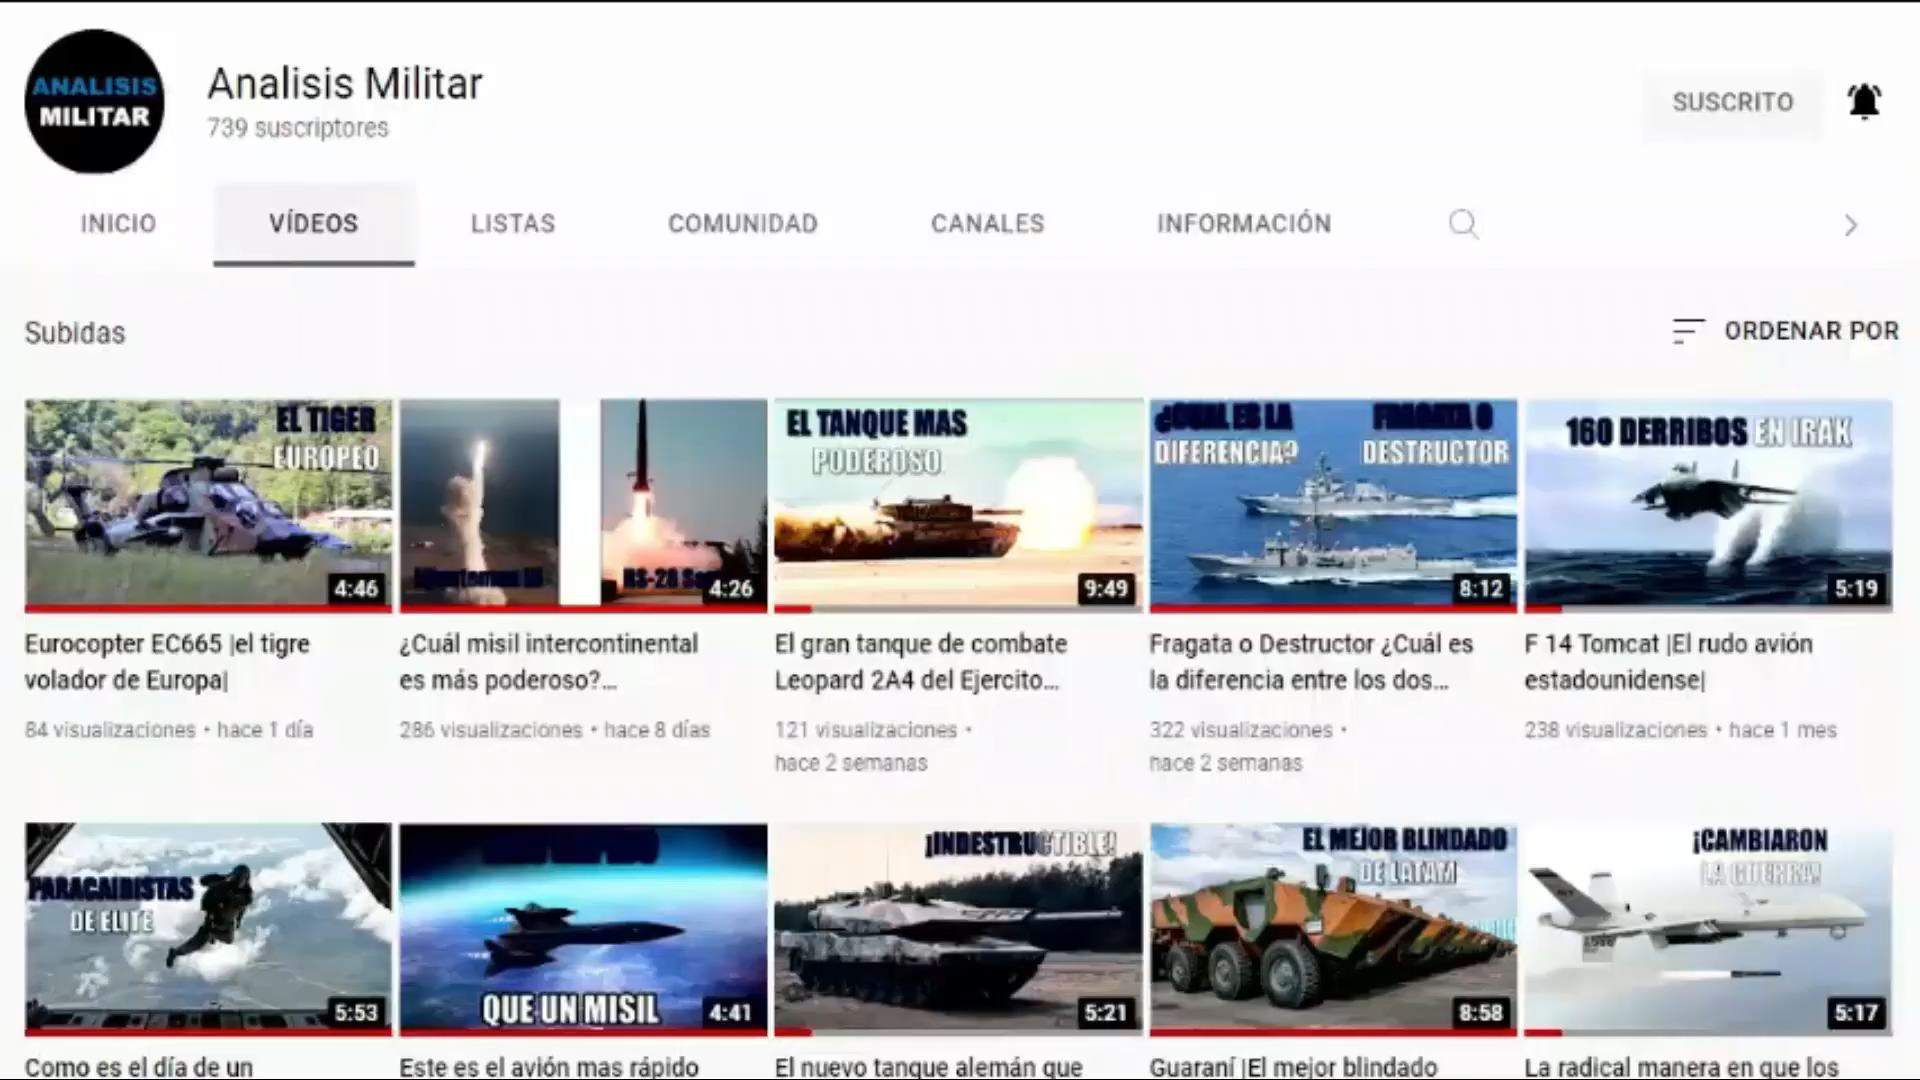 ANALISIS
MILITAR
Analisis Militar
739 suscriptores
SUSCRITO
INICIO
VÍDEOS
LISTAS
COMUNIDAD
CANALES
INFORMACIÓN
Subidas
ORDENAR POR
EL TIGER
EUROPEO
4:46
4:26
EL TANQUE MAS
PODEROSO
9:49
¿CUAL ES LA
DIFERENCIA?
FRAGATA O
DESTRUCTOR
8:12
160 DERRIBOS EN IRAK
5:19
Eurocopter EC665 |el tigre
volador de Europa|
84 visualizaciones • hace 1 día
¿Cuál misil intercontinental
es más poderoso?...
286 visualizaciones • hace 8 días
El gran tanque de combate
Leopard 2A4 del Ejercito...
121 visualizaciones •
hace 2 semanas
Fragata o Destructor ¿Cuál es
la diferencia entre los dos...
322 visualizaciones •
hace 2 semanas
F 14 Tomcat |El rudo avión
estadounidense|
238 visualizaciones • hace 1 mes
PARACAIDISTAS
DE ELITE
5:53
QUE UN MISIL
4:41
¡INDESTRUCTIBLE!
5:21
EL MEJOR BLINDADO
DE LATAM
8:58
¡CAMBIARON
LA GUERRA!
5:17
Como es el día de un
Este es el avión mas rápido
El nuevo tanque alemán que
Guaraní |El mejor blindado
La radical manera en que los